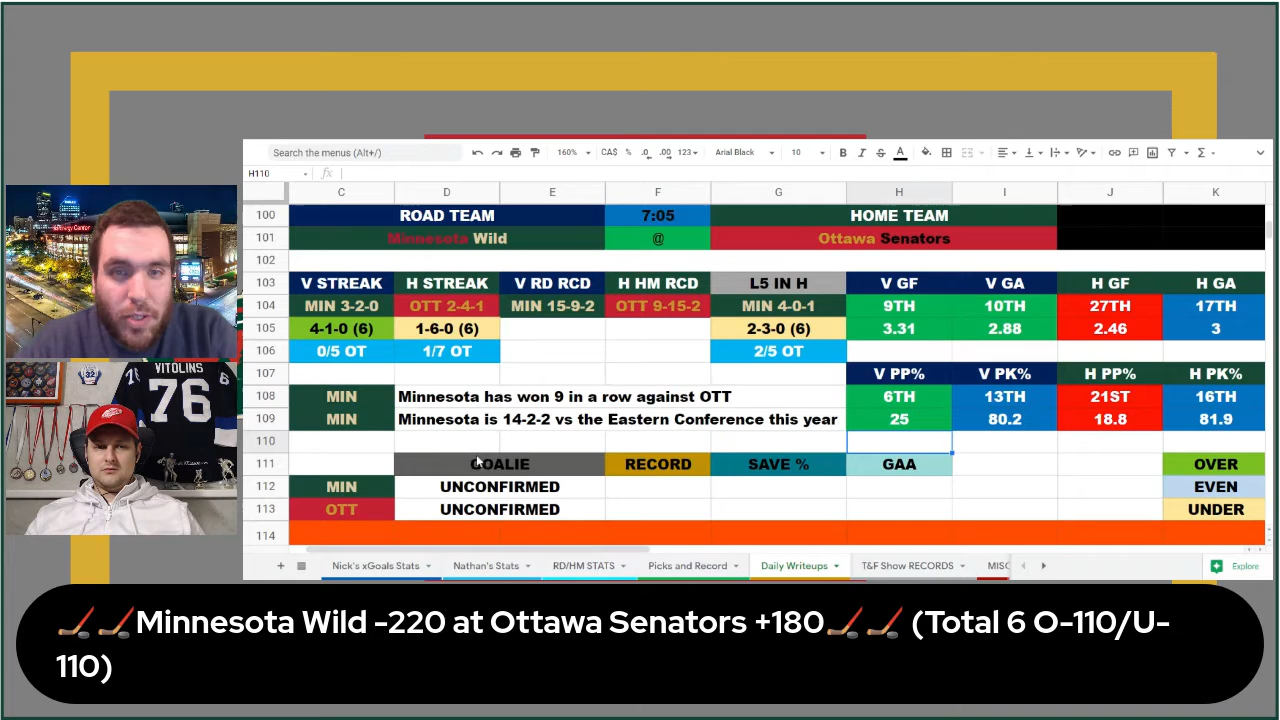 Search the menus (Alt+/)
160%
CA$ % .0 .00 123
Arial Black
10
B I S A
H110
fx
C D E F G H I J K
100 ROAD TEAM 7:05 HOME TEAM
101 Minnesota Wild @ Ottawa Senators
102
103 V STREAK H STREAK V RD RCD H HM RCD L5 IN H V GF V GA H GF H GA
104 MIN 3-2-0 OTT 2-4-1 MIN 15-9-2 OTT 9-15-2 MIN 4-0-1 9TH 10TH 27TH 17TH
105 4-1-0 (6) 1-6-0 (6) 2-3-0 (6) 3.31 2.88 2.46 3
106 0/5 OT 1/7 OT 2/5 OT
107 V PP% V PK% H PP% H PK%
108 MIN Minnesota has won 9 in a row against OTT 6TH 13TH 21ST 16TH
109 MIN Minnesota is 14-2-2 vs the Eastern Conference this year 25 80.2 18.8 81.9
110
111 GOALIE RECORD SAVE % GAA OVER
112 MIN UNCONFIRMED EVEN
113 OTT UNCONFIRMED UNDER
114
Nick's xGoals Stats Nathan's Stats RD/HM STATS Picks and Record Daily Writeups T&F Show RECORDS MISC Explore
VITOLINS
76
🏒🏒Minnesota Wild -220 at Ottawa Senators +180🏒🏒 (Total 6 O-110/U-
110)